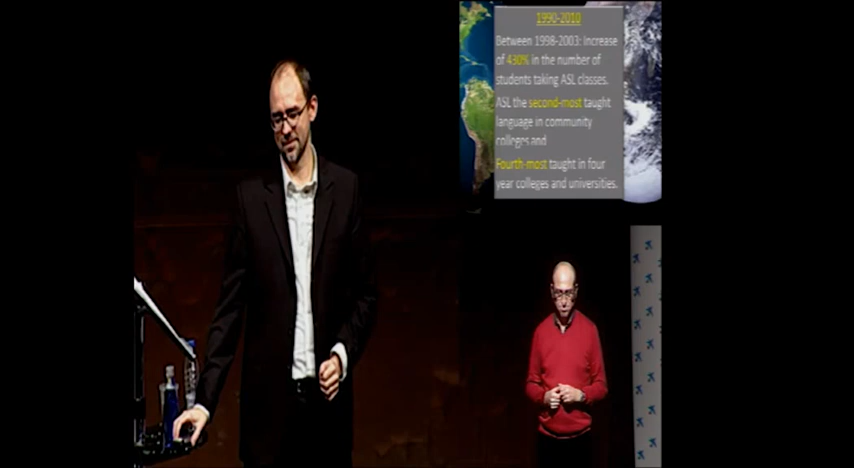 1990-2010
Between 1998-2003: increase
of 430% in the number of
students taking ASL classes.
ASL the second-most taught
language in community
colleges and
Fourth-most taught in four
year colleges and universities.